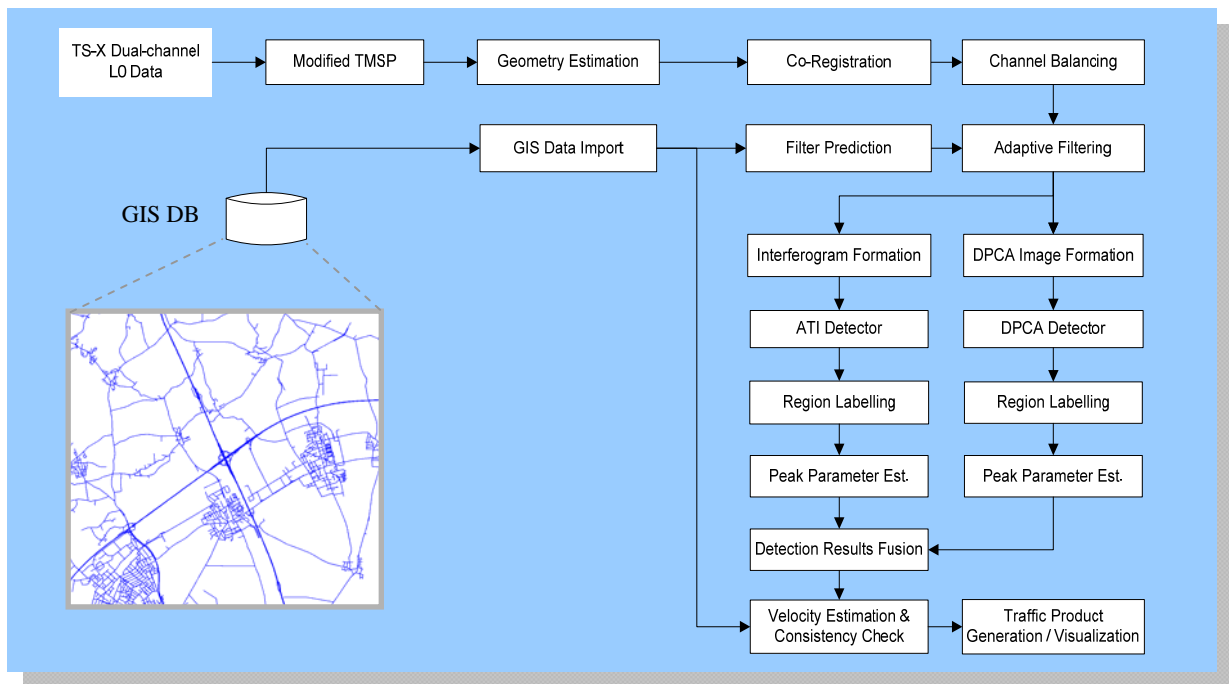 TS-X Dual-channel
L0 Data
Modified TMSP
Geometry Estimation
Co-Registration
Channel Balancing
GIS Data Import
Filter Prediction
Adaptive Filtering
GIS DB
Interferogram Formation
DPCA Image Formation
ATI Detector
DPCA Detector
Region Labelling
Region Labelling
Peak Parameter Est.
Peak Parameter Est.
Detection Results Fusion
Velocity Estimation &
Consistency Check
Traffic Product
Generation / Visualization